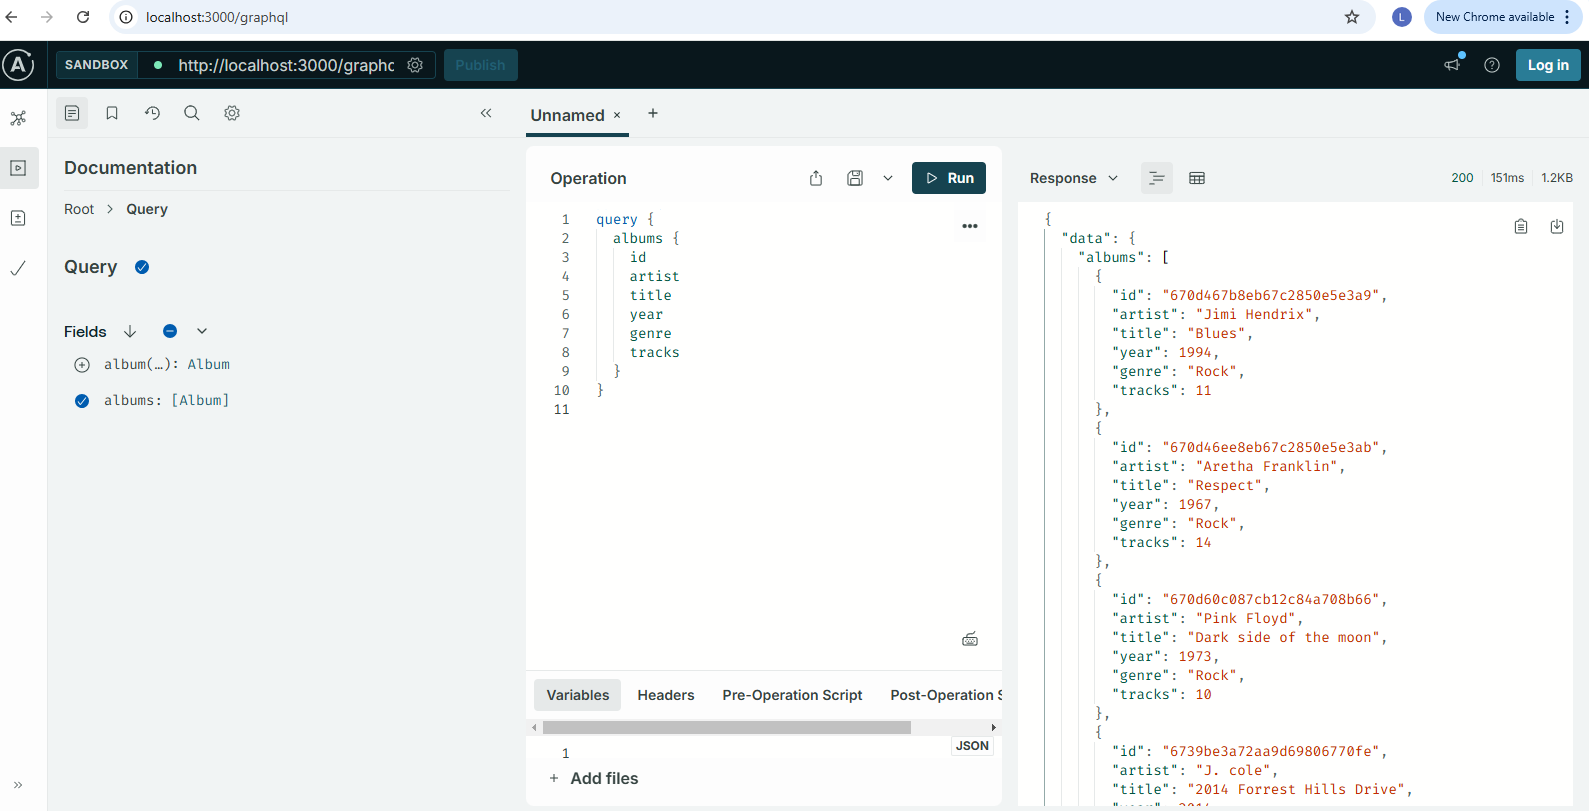 localhost:3000/graphql
L
New Chrome available
A
SANDBOX
http://localhost:3000/graphc
Publish
Log in
Documentation
Root > Query
Query
Fields
album(…): Album
albums: [Album]
Unnamed × +
Operation
Run
1 query {
2 albums {
3 id
4 artist
5 title
6 year
7 genre
8 tracks
9 }
10 }
11
Variables Headers Pre-Operation Script Post-Operation S
1
JSON
+ Add files
Response
200 151ms 1.2KB
{
"data": {
"albums": [
{
"id": "670d467b8eb67c2850e5e3a9",
"artist": "Jimi Hendrix",
"title": "Blues",
"year": 1994,
"genre": "Rock",
"tracks": 11
},
{
"id": "670d46ee8eb67c2850e5e3ab",
"artist": "Aretha Franklin",
"title": "Respect",
"year": 1967,
"genre": "Rock",
"tracks": 14
},
{
"id": "670d60c087cb12c84a708b66",
"artist": "Pink Floyd",
"title": "Dark side of the moon",
"year": 1973,
"genre": "Rock",
"tracks": 10
},
{
"id": "6739be3a72aa9d69806770fe",
"artist": "J. cole",
"title": "2014 Forrest Hills Drive",
"year": 2014